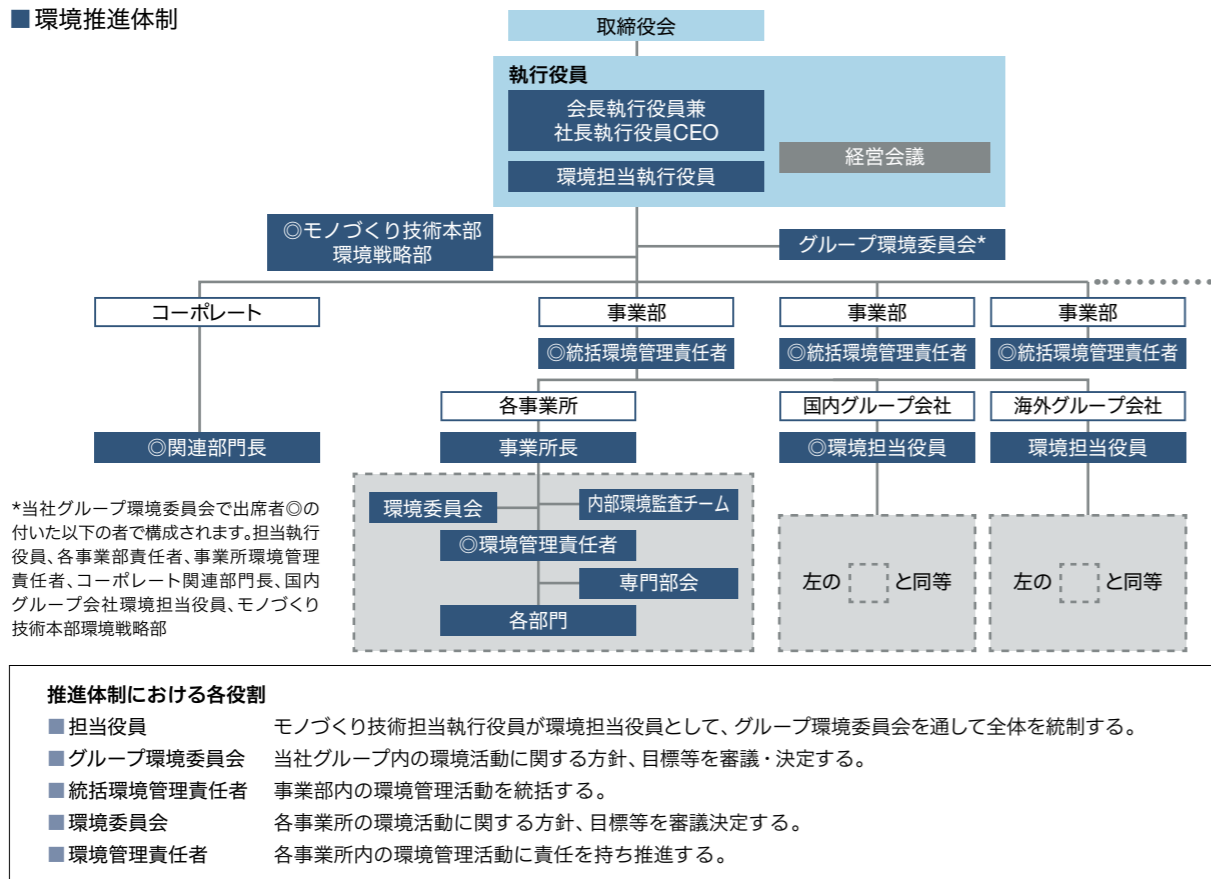 ■環境推進体制
取締役会
執行役員
会長執行役員兼
社長執行役員CEO
経営会議
環境担当執行役員
◎モノづくり技術本部
環境戦略部
グループ環境委員会*
コーポレート
事業部
事業部
事業部
◎統括環境管理責任者
◎統括環境管理責任者
◎統括環境管理責任者
各事業所
国内グループ会社
海外グループ会社
◎関連部門長
事業所長
◎環境担当役員
環境担当役員
環境委員会
内部環境監査チーム
◎環境管理責任者
専門部会
各部門
左の と同等
左の と同等
*当社グループ環境委員会で出席者◎の
付いた以下の者で構成されます。担当執行
役員、各事業部責任者、事業所環境管理
責任者、コーポレート関連部門長、国内
グループ会社環境担当役員、モノづくり
技術本部環境戦略部
推進体制における各役割
■担当役員 モノづくり技術担当執行役員が環境担当役員として、グループ環境委員会を通して全体を統制する。
■グループ環境委員会 当社グループ内の環境活動に関する方針、目標等を審議・決定する。
■統括環境管理責任者 事業部内の環境管理活動を統括する。
■環境委員会 各事業所の環境活動に関する方針、目標等を審議決定する。
■環境管理責任者 各事業所内の環境管理活動に責任を持ち推進する。